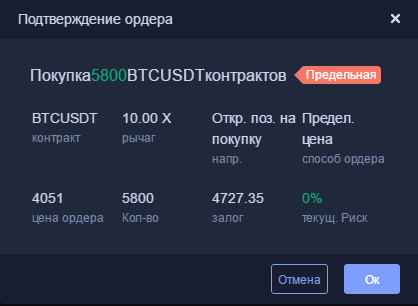 Подтверждение ордера
Покупка5800BTCUSDTконтрактов Предельная
BTCUSDT 10.00 X Откр. поз. на Предел.
контракт рычаг покупку цена
напр. способ ордера
4051 5800 4727.35 0%
цена ордера Кол-во залог текущ. Риск
Отмена Ок